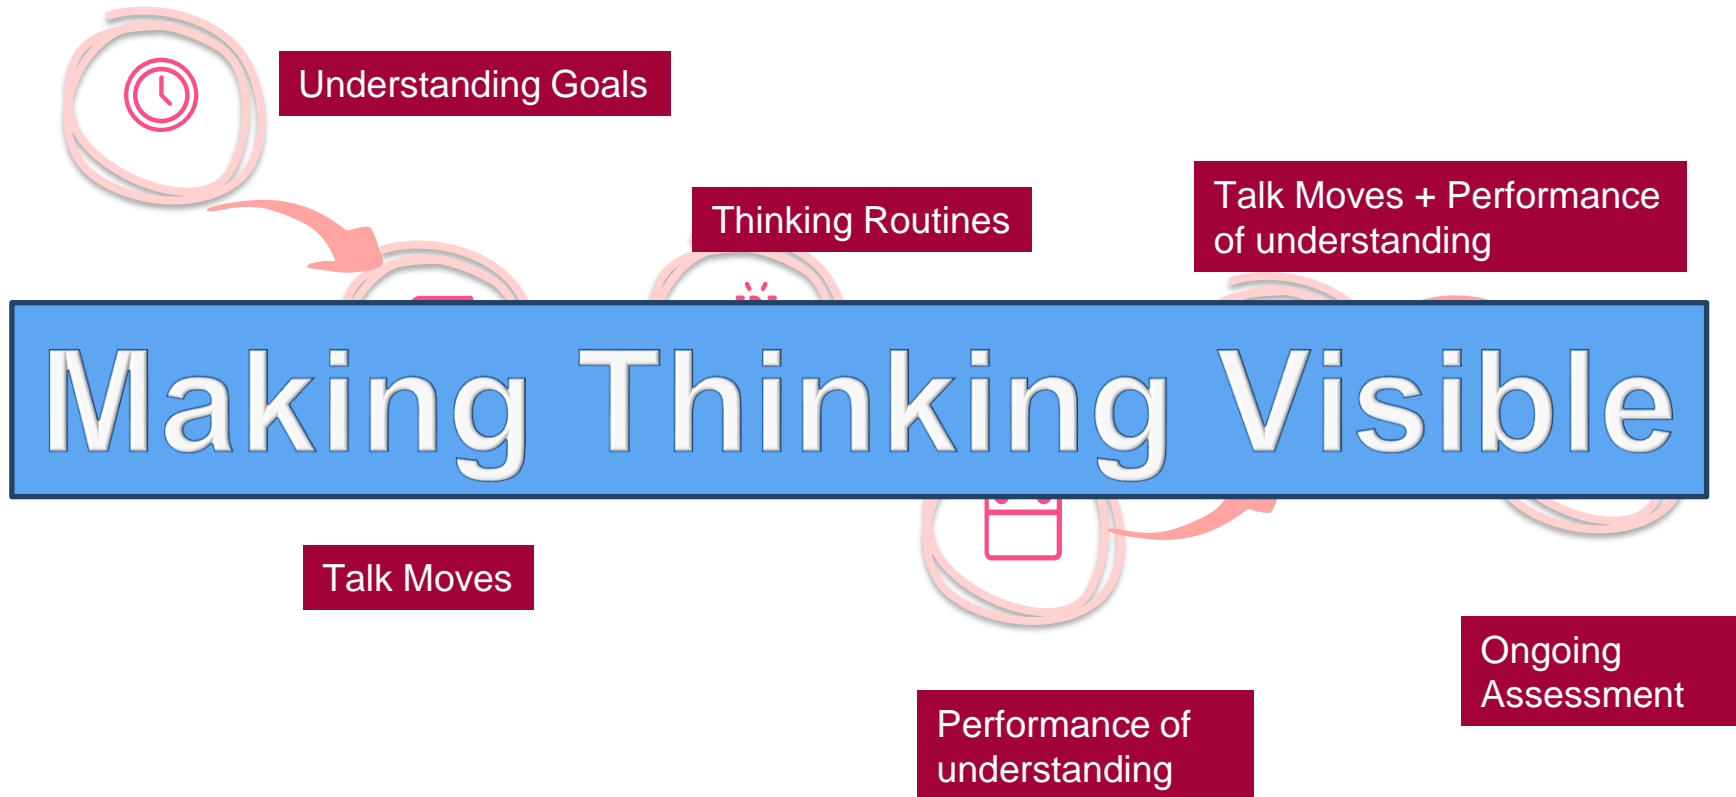 Understanding Goals
Thinking Routines
Talk Moves + Performance
of understanding
Making Thinking Visible
Talk Moves
Ongoing
Assessment
Performance of
understanding